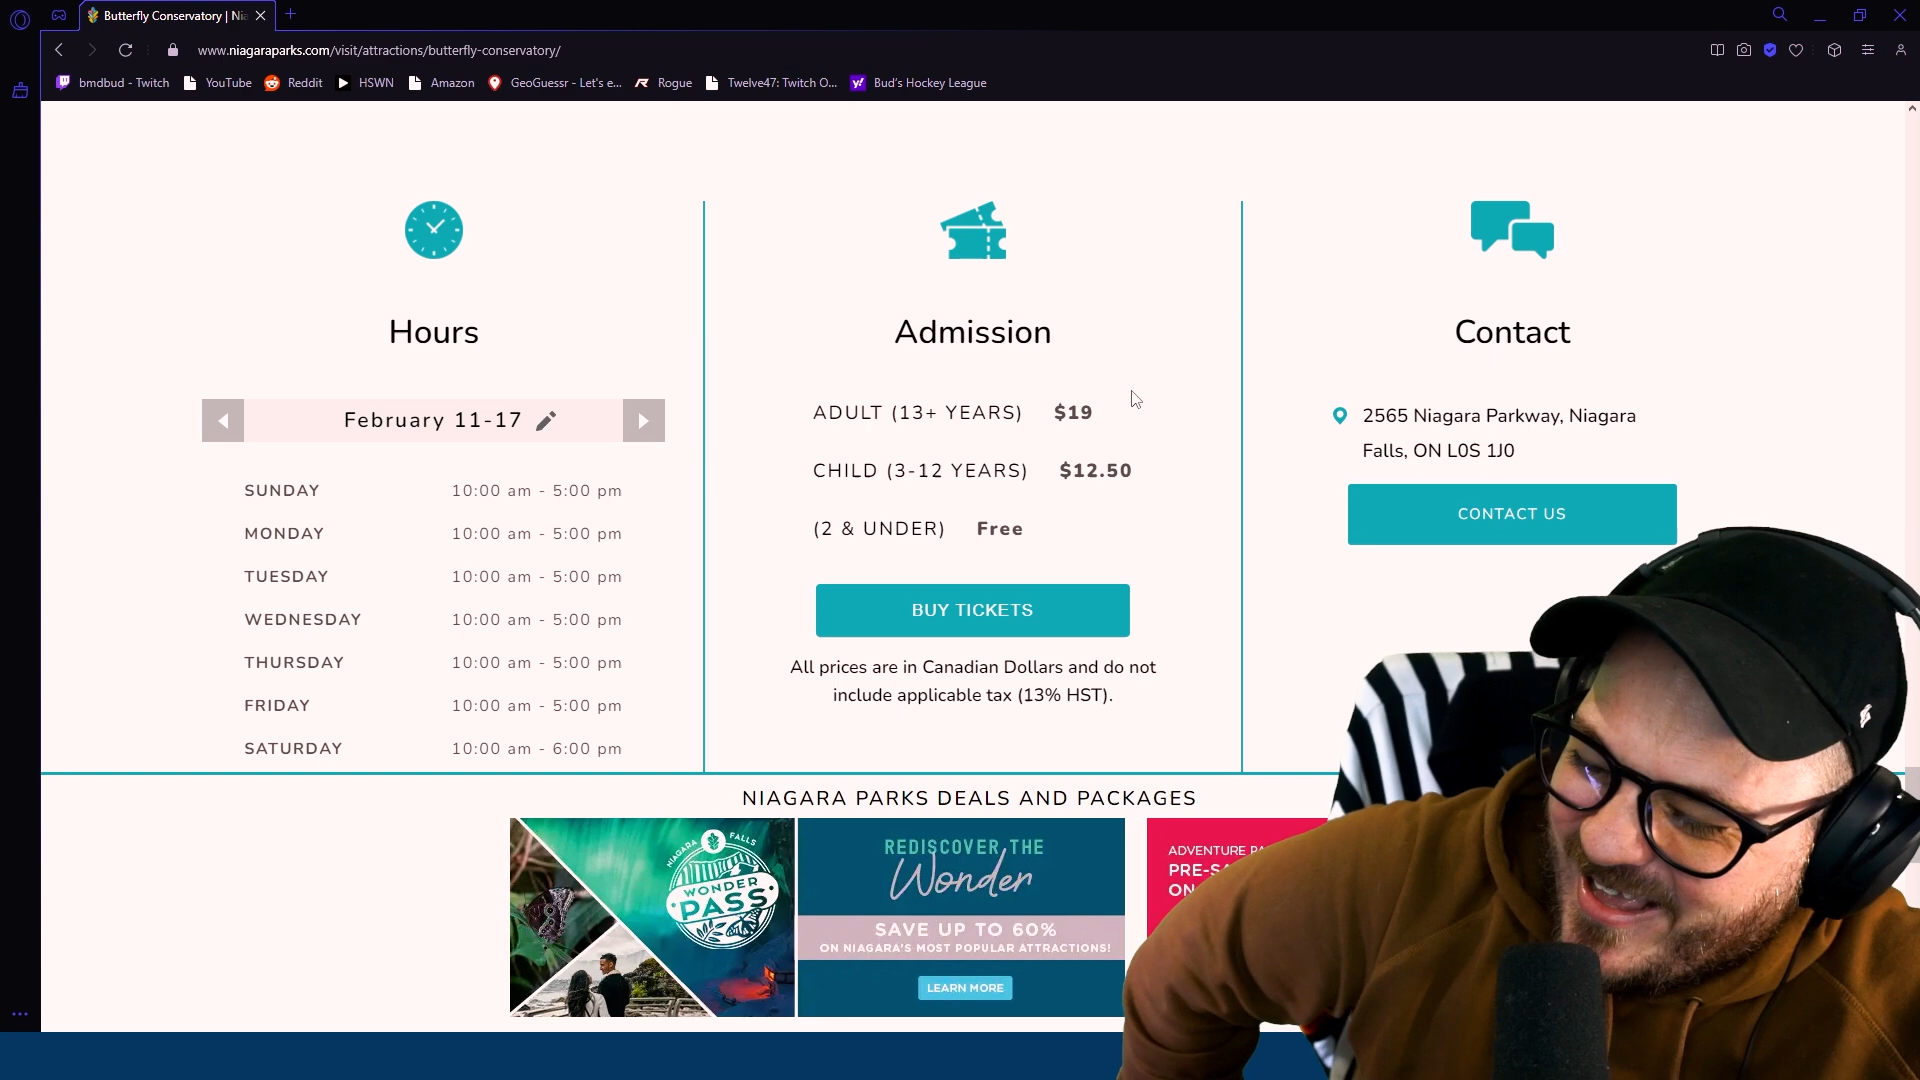 Butterfly Conservatory | Nia
www.niagaraparks.com/visit/attractions/butterfly-conservatory/
bmdbud - Twitch
YouTube
Reddit
HSWN
Amazon
GeoGuessr - Let's e...
Rogue
Twelve47: Twitch O...
Bud's Hockey League
Hours
February 11-17
SUNDAY 10:00 am - 5:00 pm
MONDAY 10:00 am - 5:00 pm
TUESDAY 10:00 am - 5:00 pm
WEDNESDAY 10:00 am - 5:00 pm
THURSDAY 10:00 am - 5:00 pm
FRIDAY 10:00 am - 5:00 pm
SATURDAY 10:00 am - 6:00 pm
Admission
ADULT (13+ YEARS) $19
CHILD (3-12 YEARS) $12.50
(2 & UNDER) Free
BUY TICKETS
All prices are in Canadian Dollars and do not
include applicable tax (13% HST).
Contact
2565 Niagara Parkway, Niagara
Falls, ON L0S 1J0
CONTACT US
NIAGARA PARKS DEALS AND PACKAGES
NIAGARA FALLS
WONDER
PASS
REDISCOVER THE
Wonder
SAVE UP TO 60%
ON NIAGARA'S MOST POPULAR ATTRACTIONS!
LEARN MORE
ADVENTURE PA
PRE-SA
ON